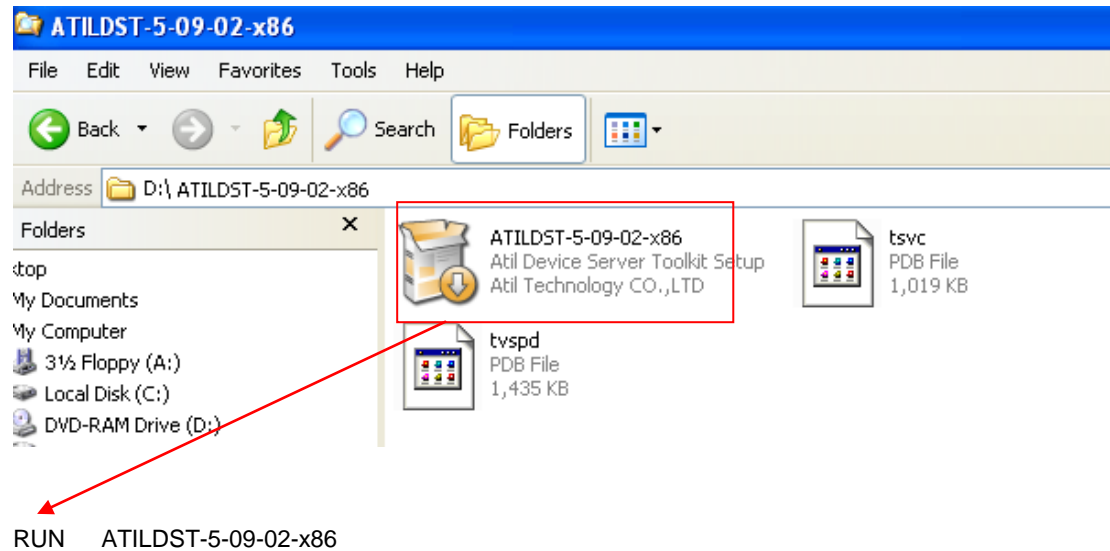 ATILDST-5-09-02-x86
File Edit View Favorites Tools Help
Back Search Folders
Address D:\ ATILDST-5-09-02-x86
Folders X
ktop
My Documents
My Computer
3½ Floppy (A:)
Local Disk (C:)
DVD-RAM Drive (D:)
ATILDST-5-09-02-x86
Atil Device Server Toolkit Setup
Atil Technology CO.,LTD
tsvc
PDB File
1,019 KB
tvspd
PDB File
1,435 KB
RUN ATILDST-5-09-02-x86